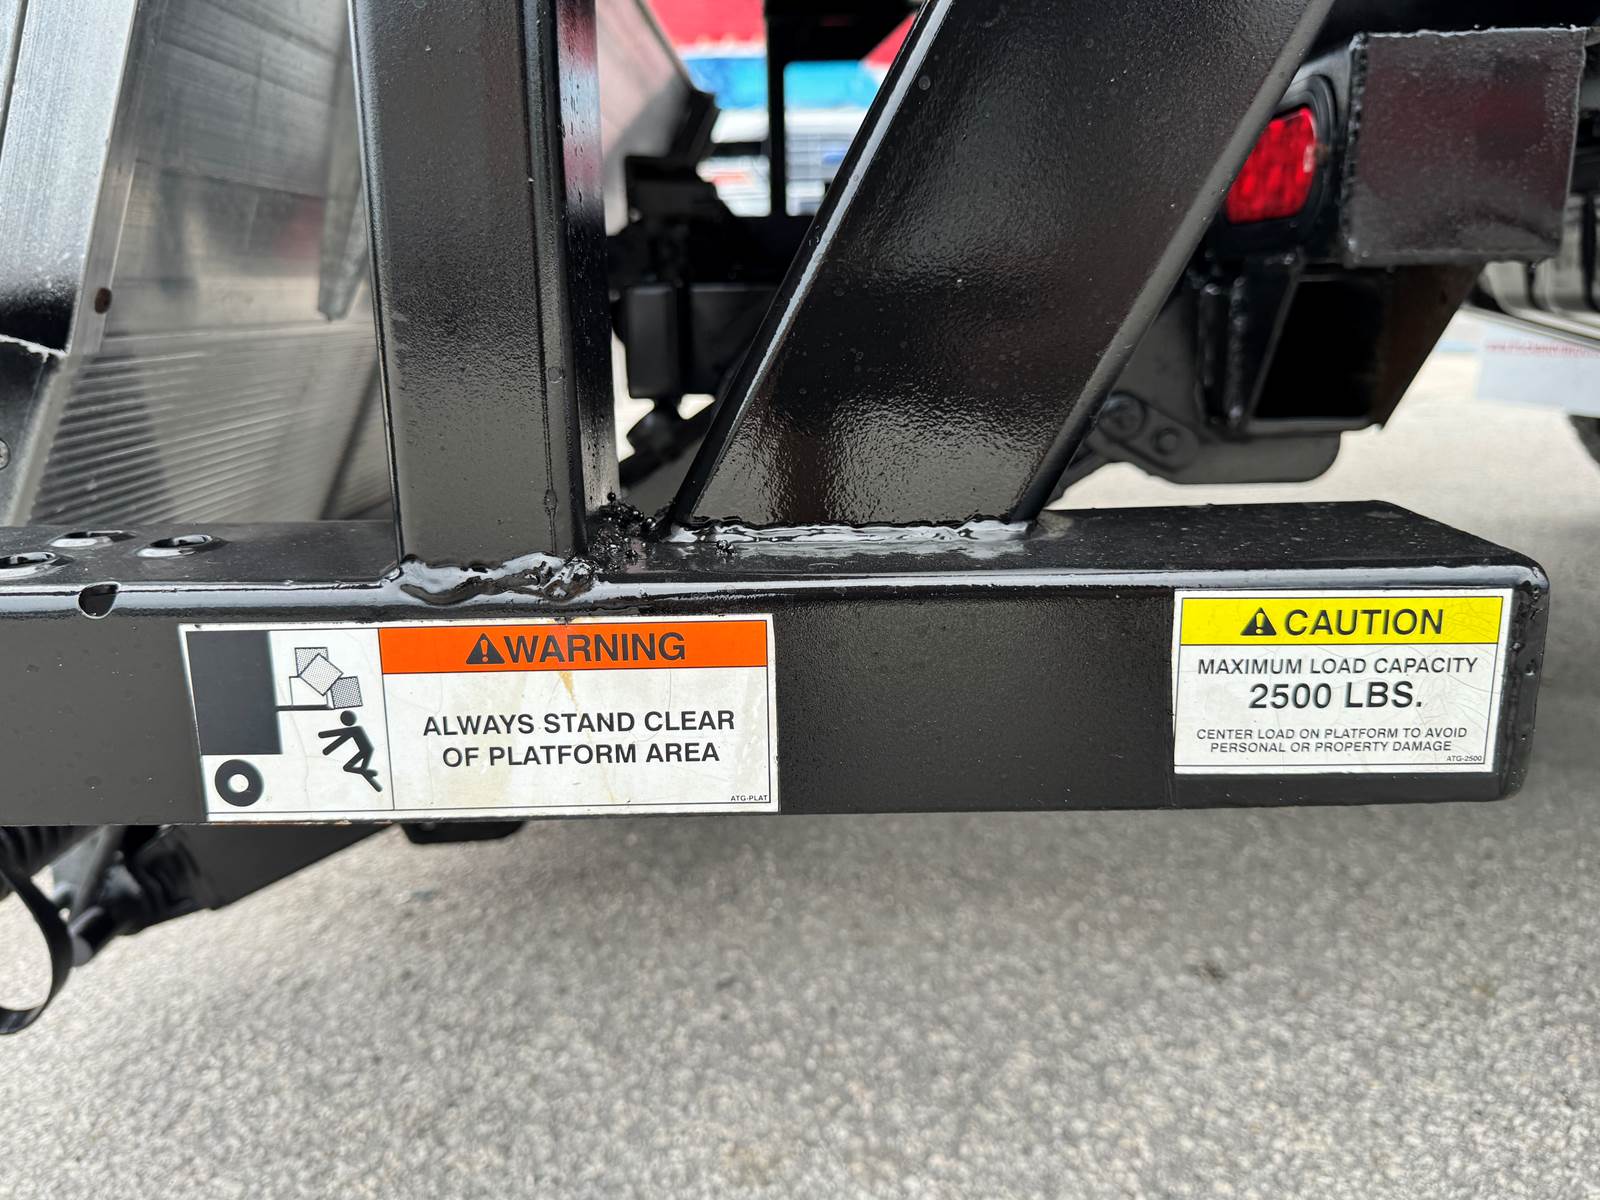 WARNING
ALWAYS STAND CLEAR
OF PLATFORM AREA
ATG-PLAT
CAUTION
MAXIMUM LOAD CAPACITY
2500 LBS.
CENTER LOAD ON PLATFORM TO AVOID
PERSONAL OR PROPERTY DAMAGE
ATG-2500